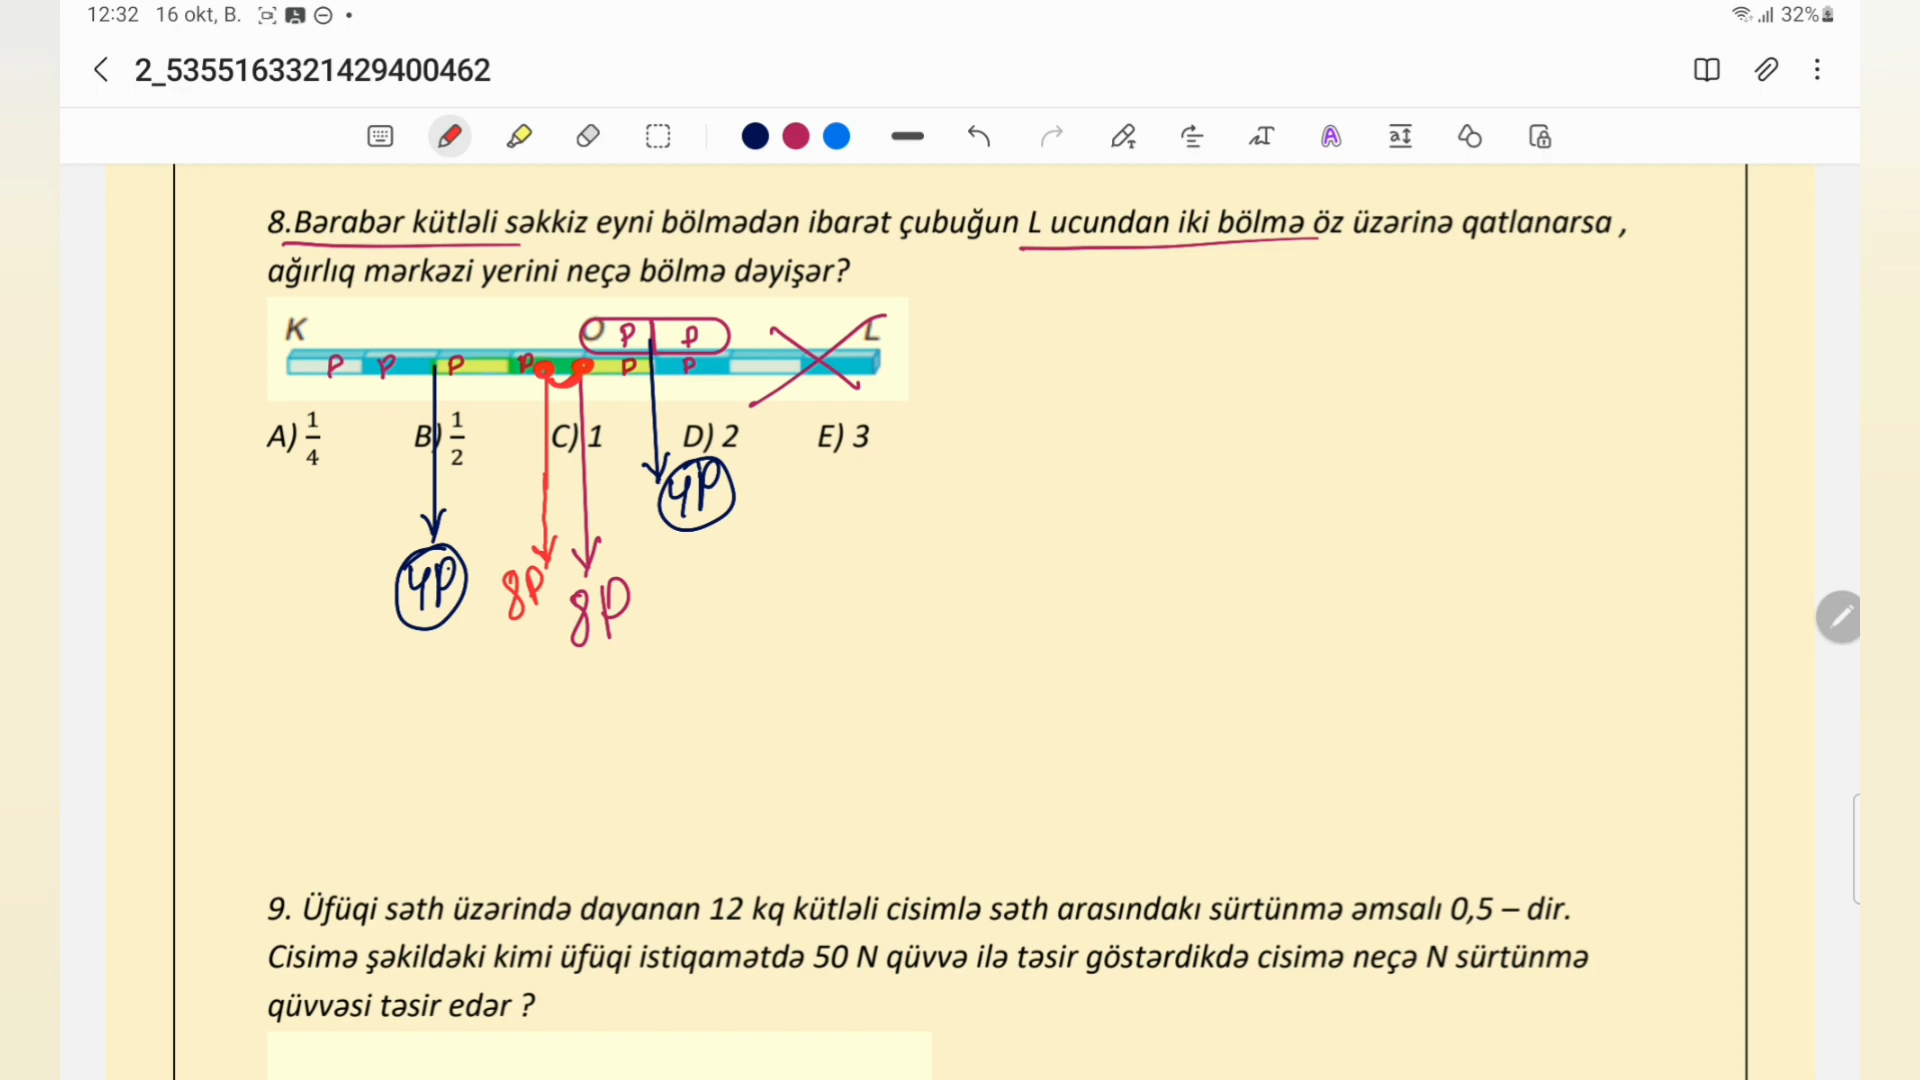 12:32 16 okt, B. 32%
2_5355163321429400462
8.Bərabər kütləli səkkiz eyni bölmədən ibarət çubuğun L ucundan iki bölmə öz üzərinə qatlanarsa ,
ağırlıq mərkəzi yerini neçə bölmə dəyişər?
K O P P L
P P P P P P
A) 1/4 B) 1/2 C) 1 D) 2 E) 3
4P
4P 8P 8P
9. Üfüqi səth üzərində dayanan 12 kq kütləli cisimlə səth arasındakı sürtünmə əmsalı 0,5 – dir.
Cisimə şəkildəki kimi üfüqi istiqamətdə 50 N qüvvə ilə təsir göstərdikdə cisimə neçə N sürtünmə
qüvvəsi təsir edər ?